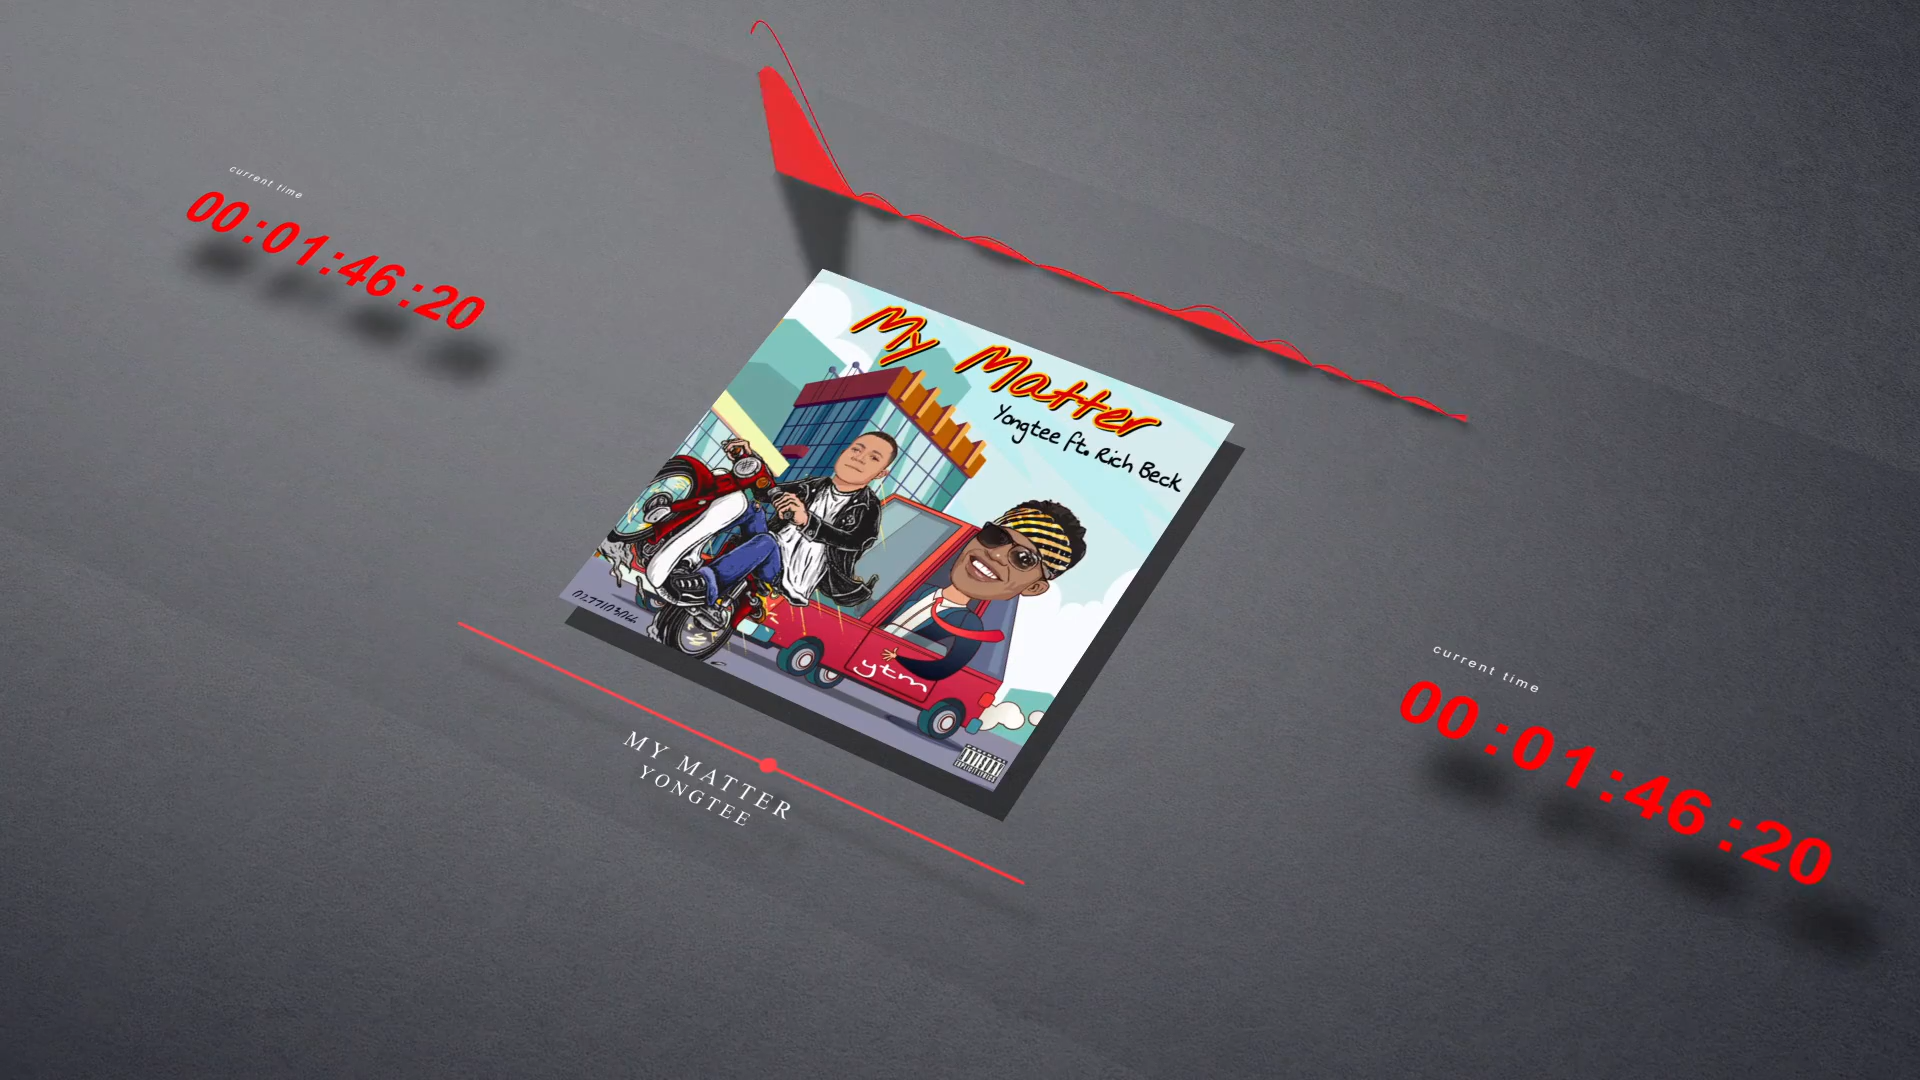 current time
00:01:46:20
My Matter
Yongtee ft. Rich Beck
ytm
MY MATTER
YONGTEE
current time
00:01:46:20